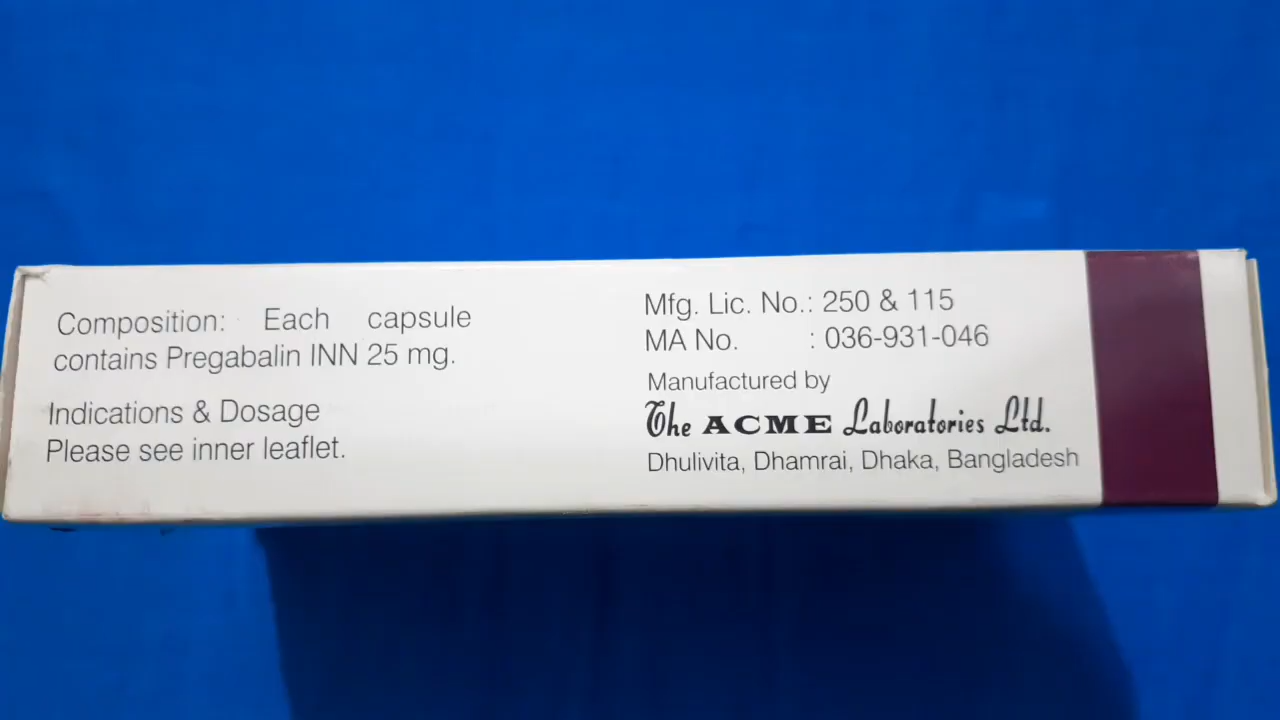 Composition: Each capsule
contains Pregabalin INN 25 mg.
Indications & Dosage
Please see inner leaflet.
Mfg. Lic. No.: 250 & 115
MA No. : 036-931-046
Manufactured by
The ACME Laboratories Ltd.
Dhulivita, Dhamrai, Dhaka, Bangladesh